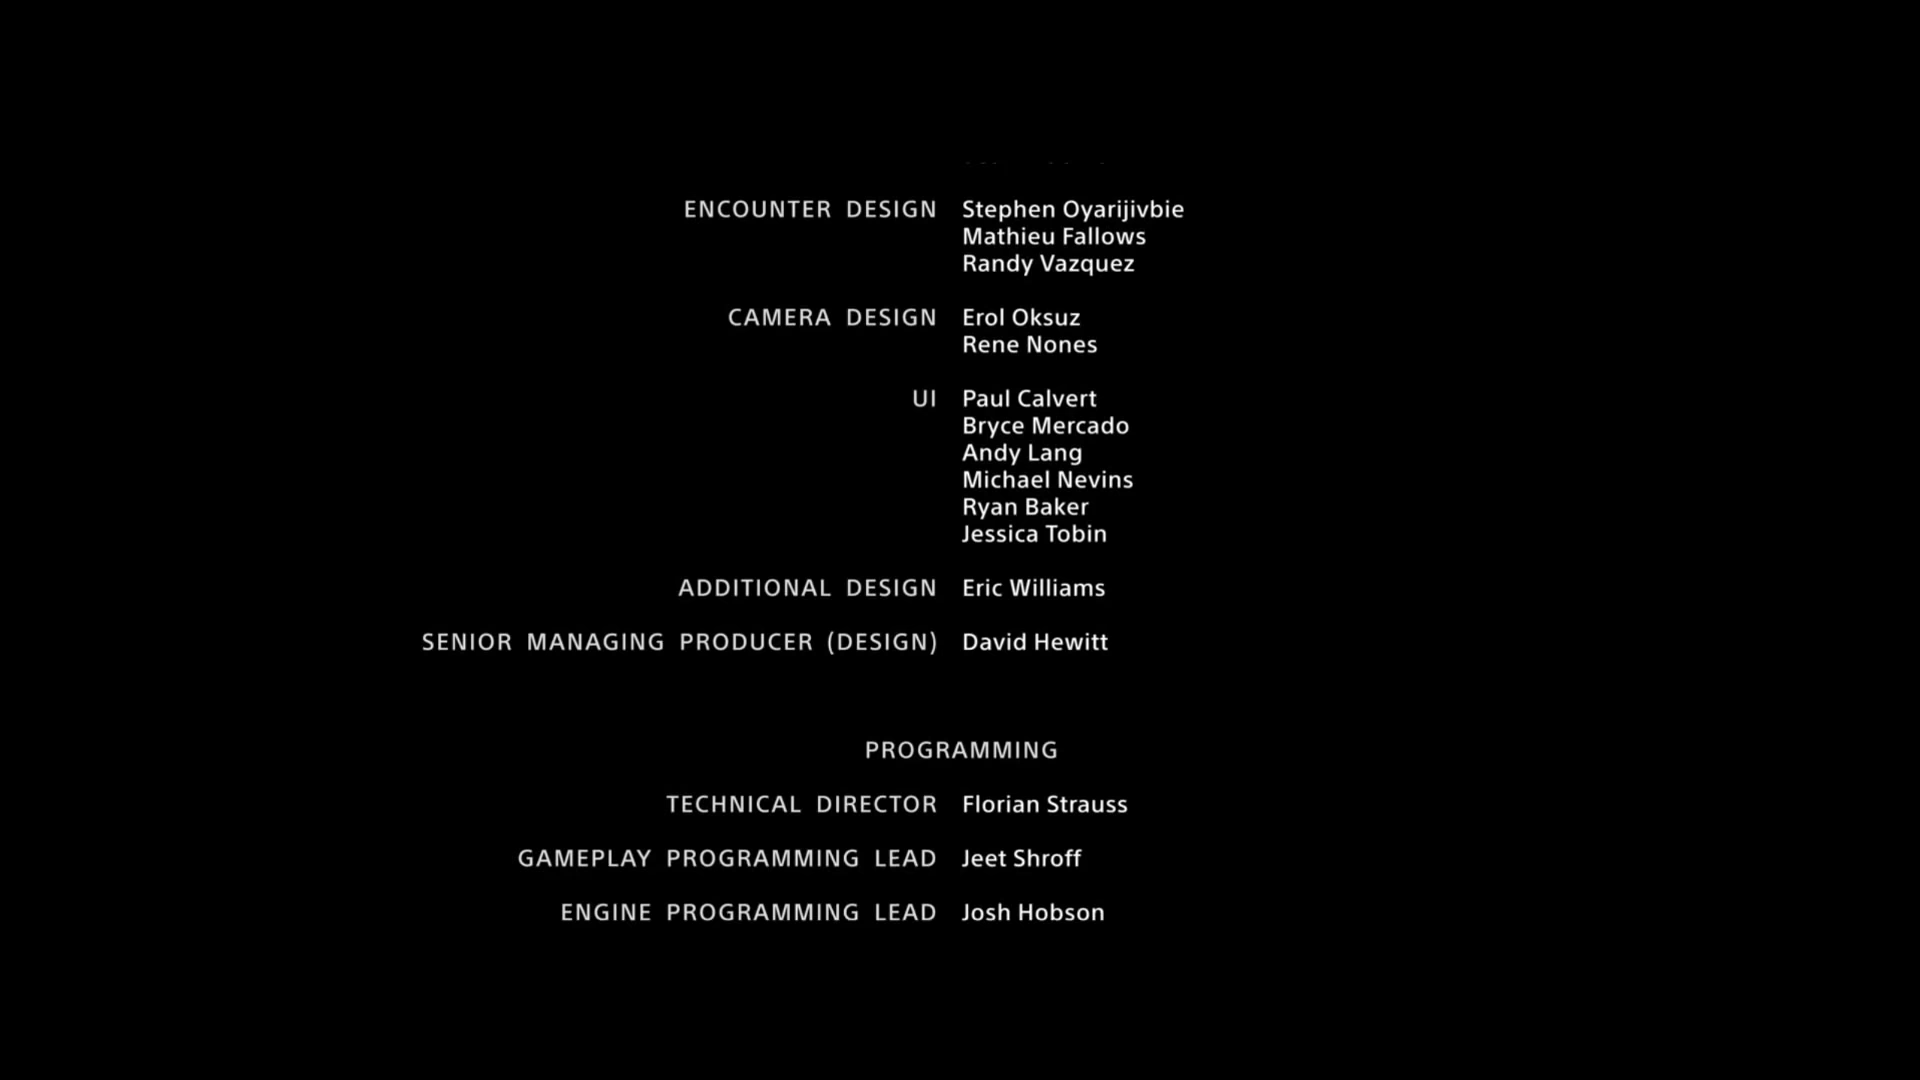 ENCOUNTER DESIGN Stephen Oyarijivbie
Mathieu Fallows
Randy Vazquez
CAMERA DESIGN Erol Oksuz
Rene Nones
UI Paul Calvert
Bryce Mercado
Andy Lang
Michael Nevins
Ryan Baker
Jessica Tobin
ADDITIONAL DESIGN Eric Williams
SENIOR MANAGING PRODUCER (DESIGN) David Hewitt
PROGRAMMING
TECHNICAL DIRECTOR Florian Strauss
GAMEPLAY PROGRAMMING LEAD Jeet Shroff
ENGINE PROGRAMMING LEAD Josh Hobson